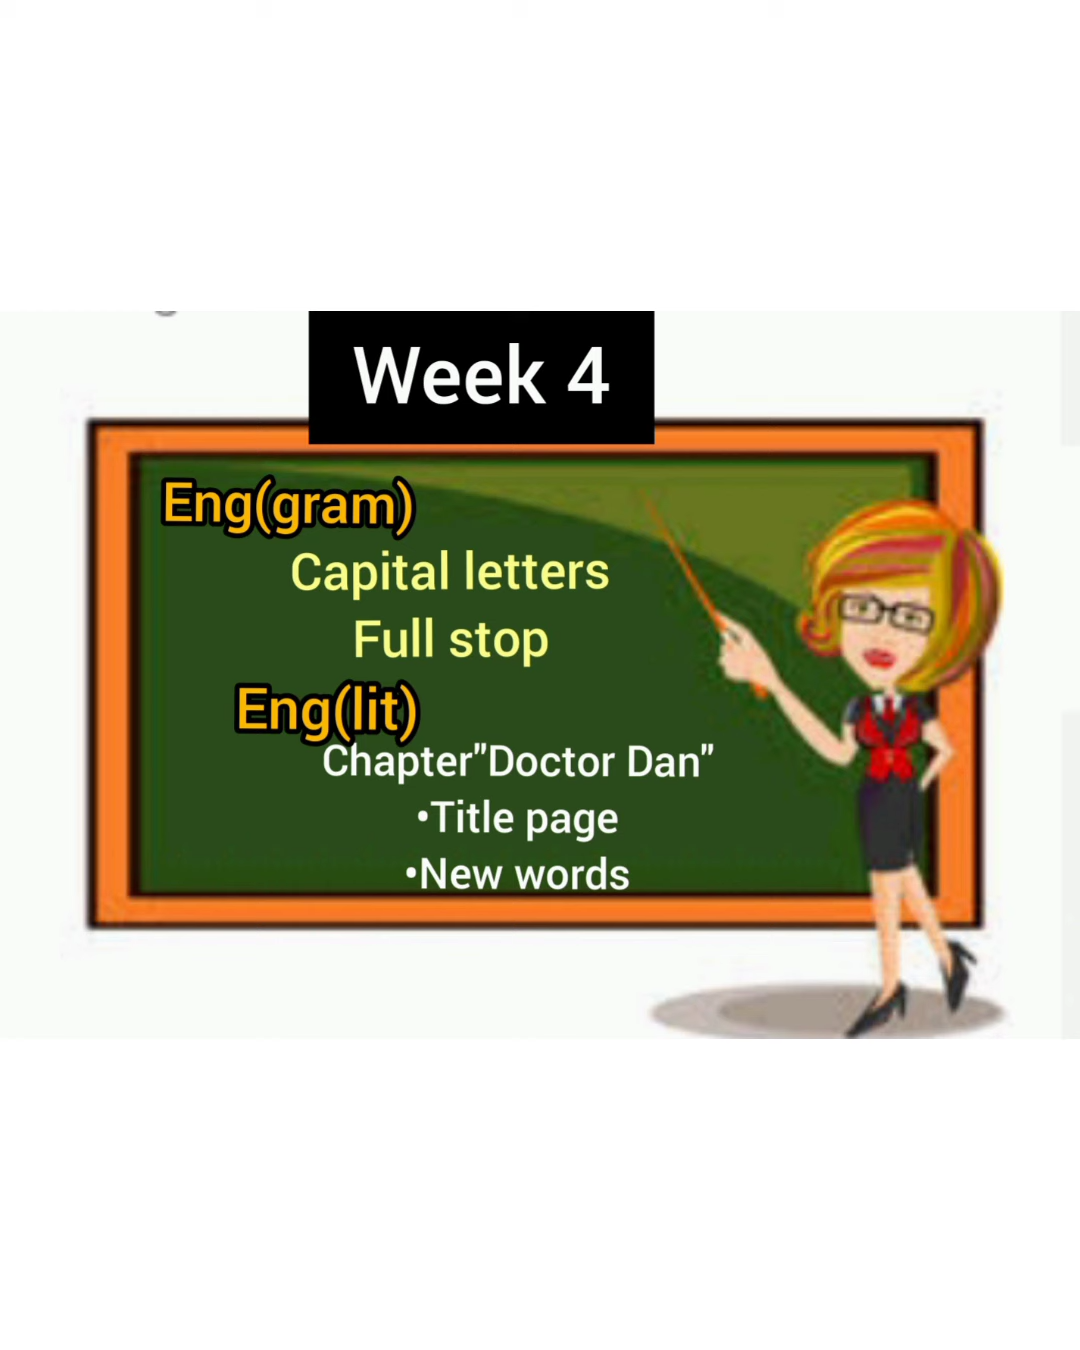 Week 4
Eng(gram)
Capital letters
Full stop
Eng(lit)
Chapter"Doctor Dan"
•Title page
•New words